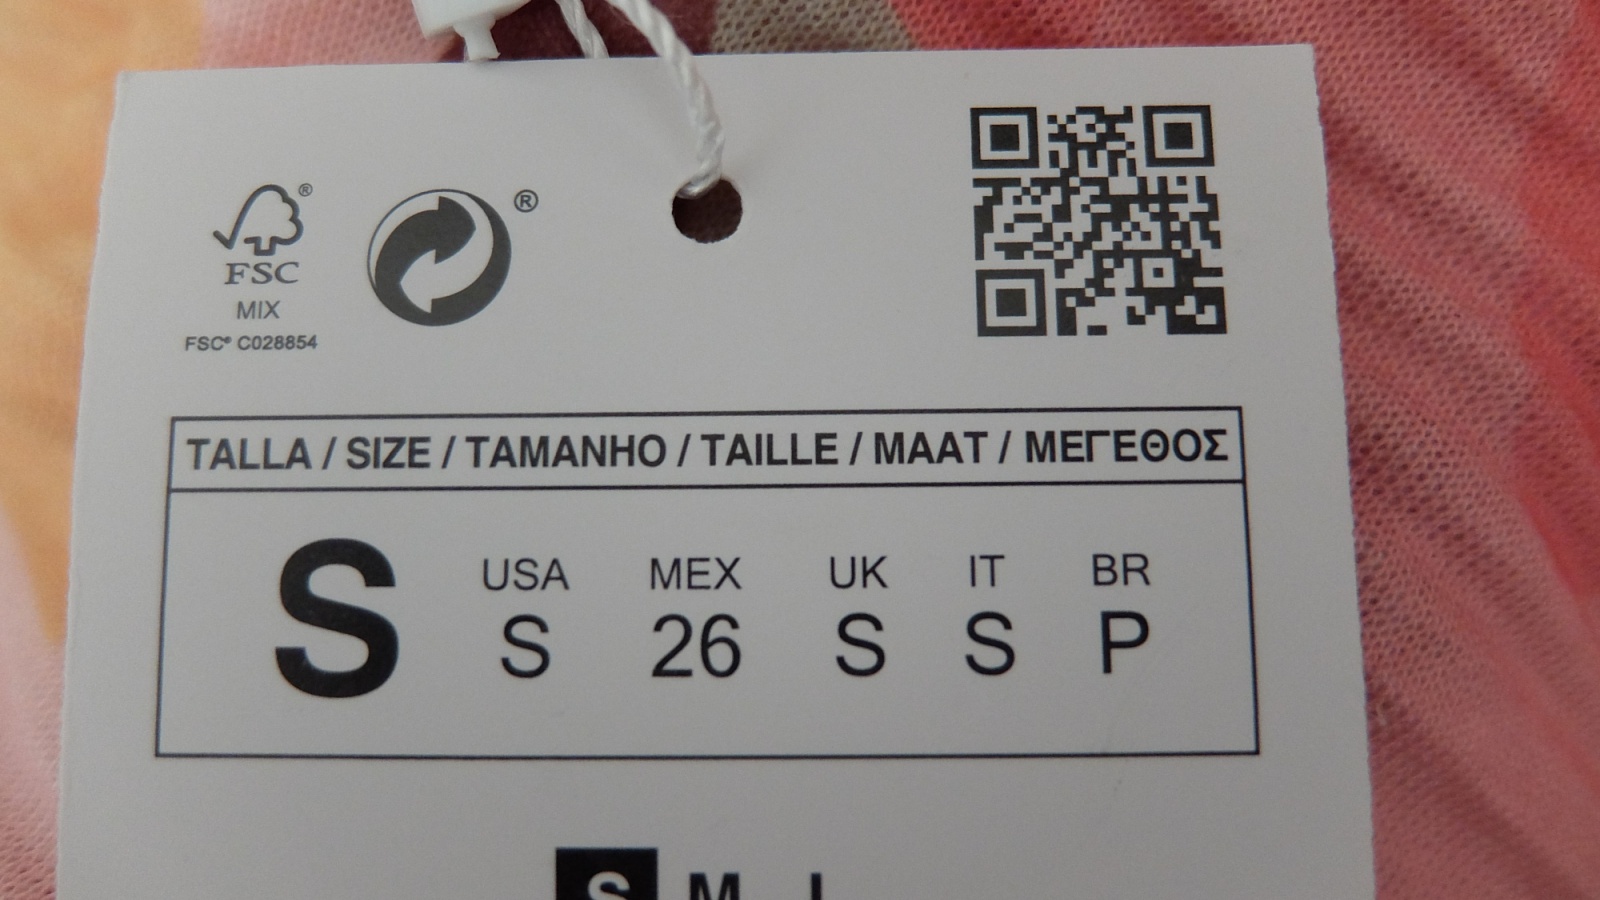 ®
FSC
MIX
FSC® C028854
®
TALLA / SIZE / TAMANHO / TAILLE / MAAT / ΜΕΓΕΘΟΣ
S
USA MEX UK IT BR
S 26 S S P
S M L